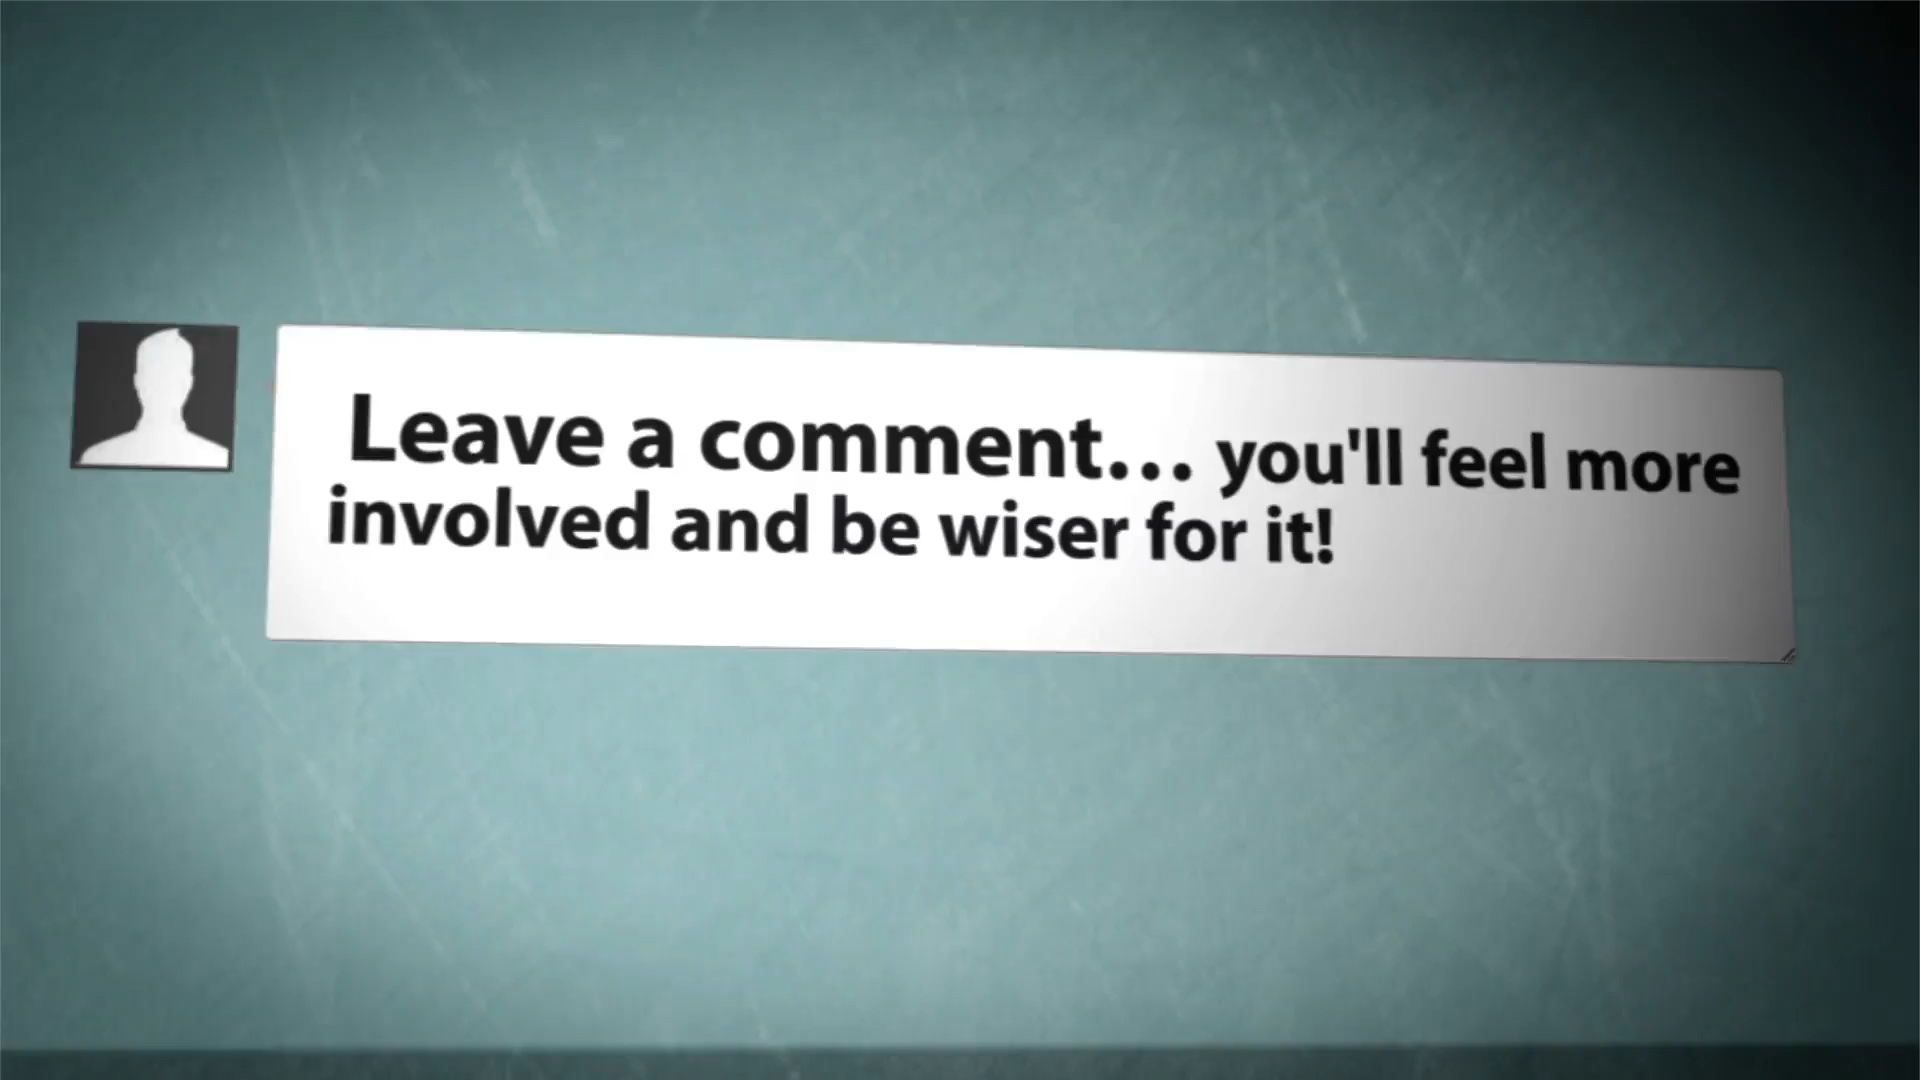 Leave a comment… you'll feel more
involved and be wiser for it!